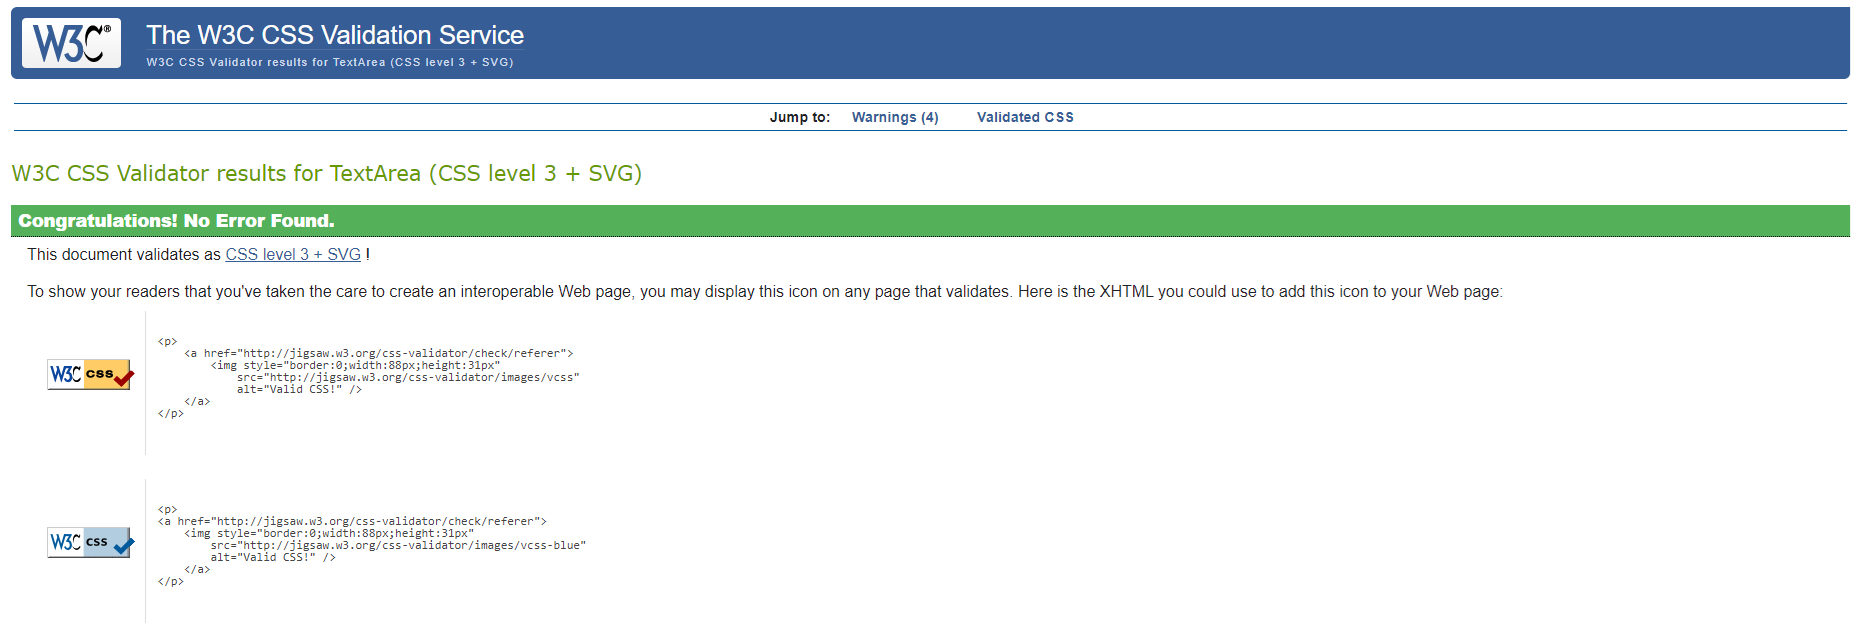 W3C®
The W3C CSS Validation Service
W3C CSS Validator results for TextArea (CSS level 3 + SVG)
Jump to: Warnings (4) Validated CSS
W3C CSS Validator results for TextArea (CSS level 3 + SVG)
Congratulations! No Error Found.
This document validates as CSS level 3 + SVG !
To show your readers that you've taken the care to create an interoperable Web page, you may display this icon on any page that validates. Here is the XHTML you could use to add this icon to your Web page:
W3C css
<p>
    <a href="http://jigsaw.w3.org/css-validator/check/referer">
        <img style="border:0;width:88px;height:31px"
            src="http://jigsaw.w3.org/css-validator/images/vcss"
            alt="Valid CSS!" />
    </a>
</p>
W3C css
<p>
<a href="http://jigsaw.w3.org/css-validator/check/referer">
    <img style="border:0;width:88px;height:31px"
        src="http://jigsaw.w3.org/css-validator/images/vcss-blue"
        alt="Valid CSS!" />
    </a>
</p>